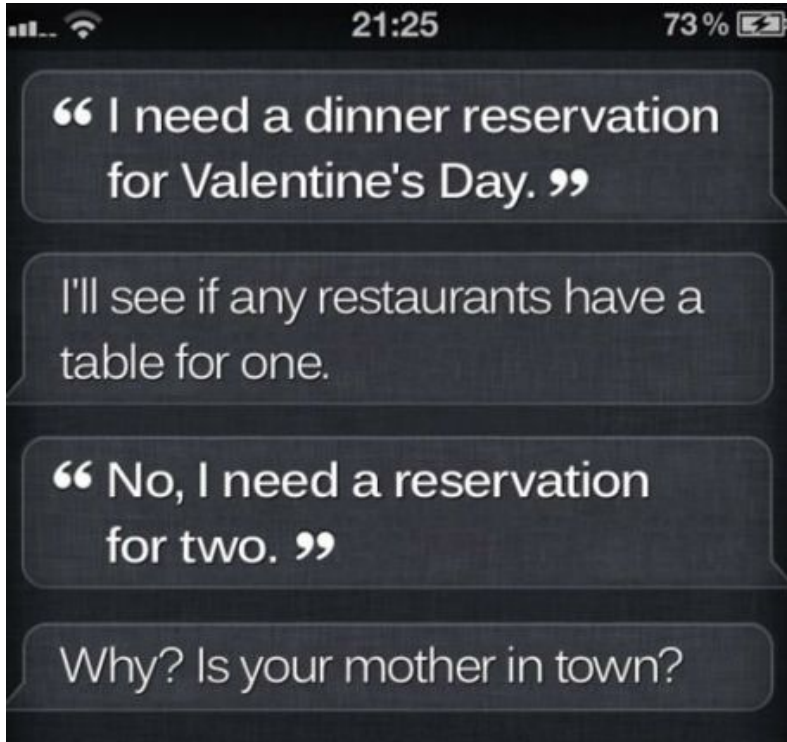 21:25 73%
“ I need a dinner reservation
for Valentine's Day. ”
I'll see if any restaurants have a
table for one.
“ No, I need a reservation
for two. ”
Why? Is your mother in town?